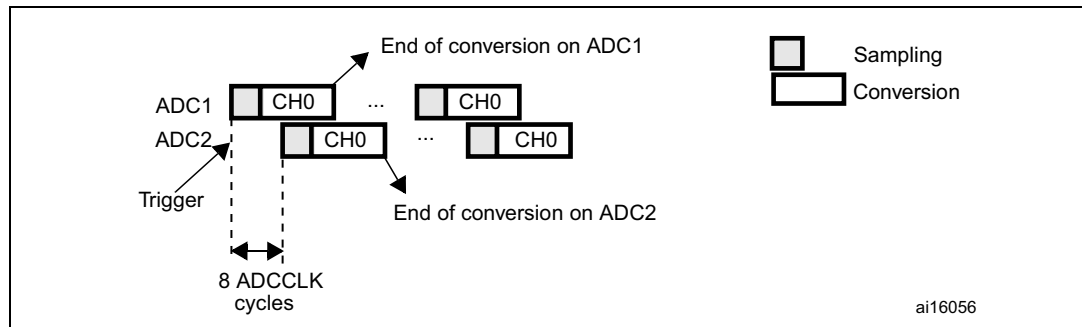 End of conversion on ADC1
Sampling
Conversion
ADC1 CH0 ... CH0
ADC2 CH0 ... CH0
Trigger
End of conversion on ADC2
8 ADCCLK
cycles
ai16056